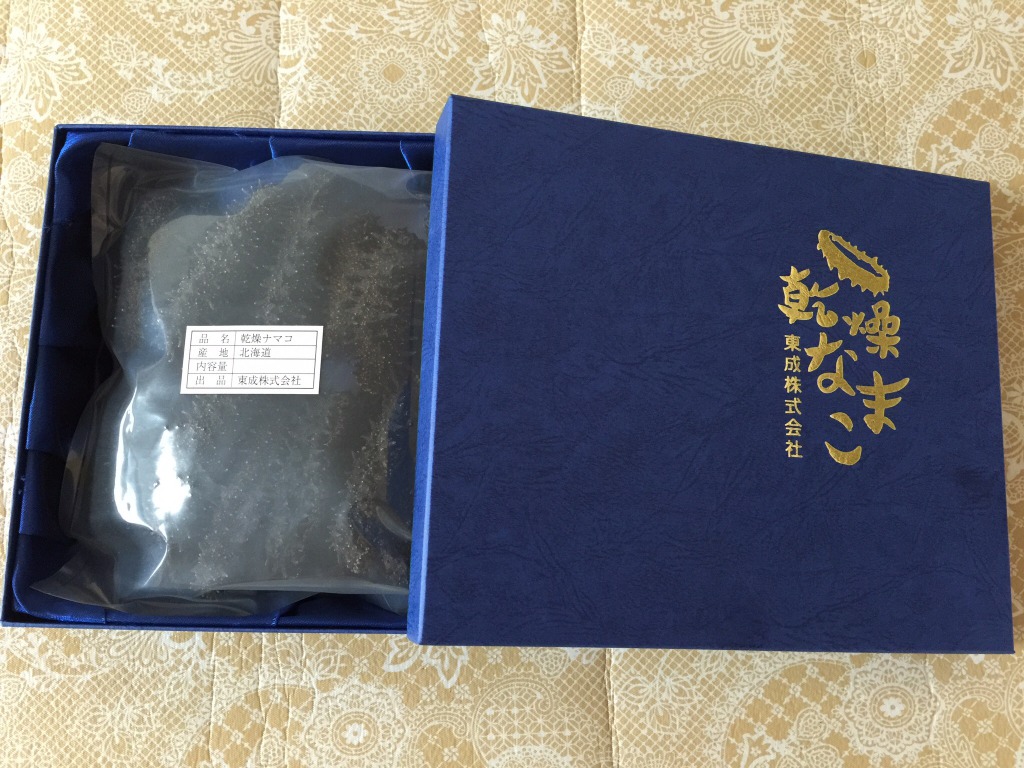 品 名 乾燥ナマコ
産 地 北海道
内容量
出 品 東成株式会社
乾燥
なまこ
東成株式会社